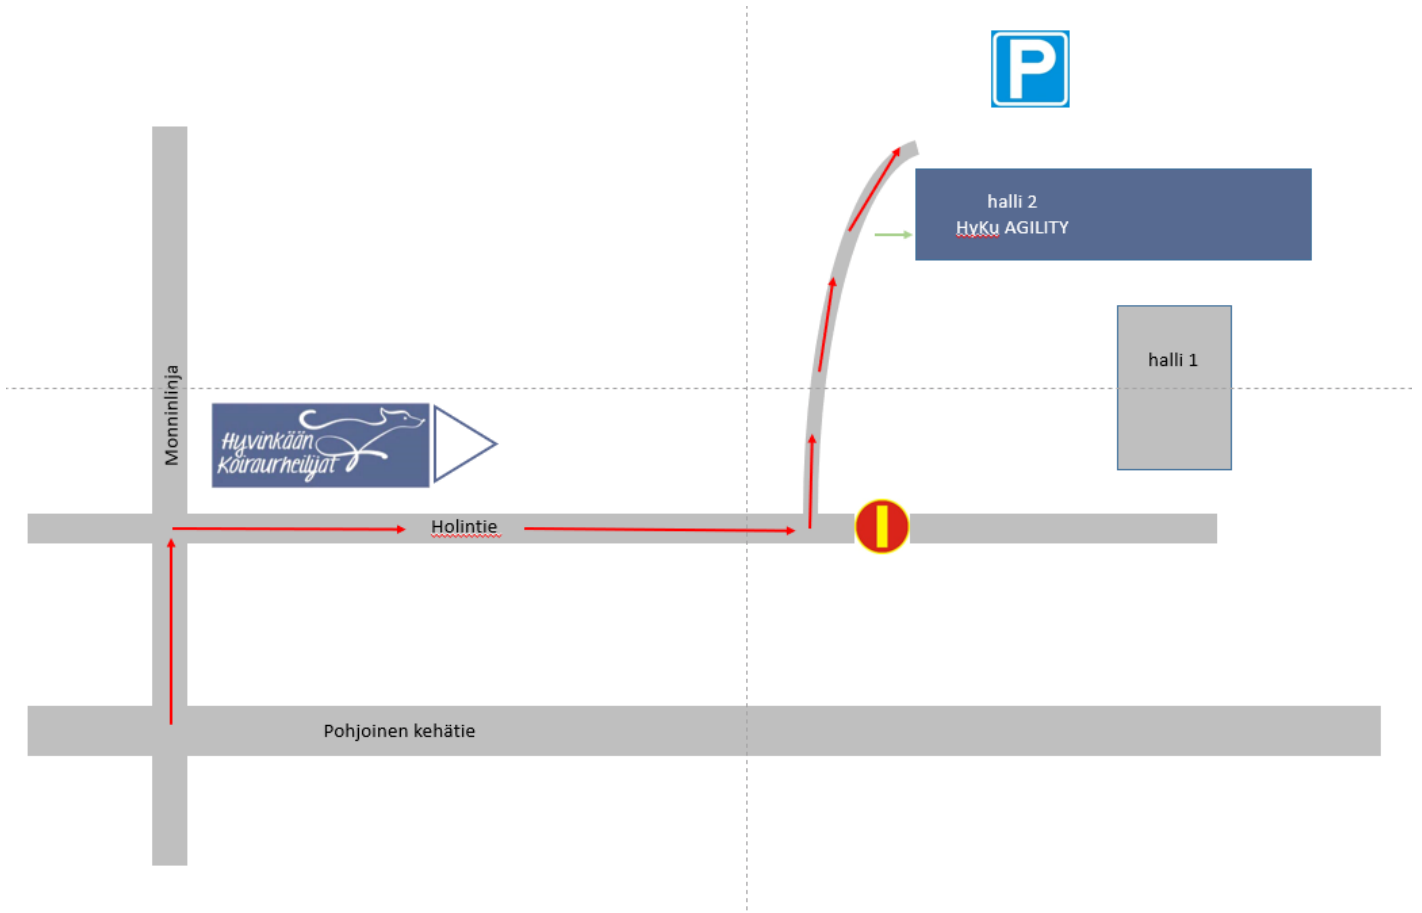 P
halli 2
HyKu AGILITY
halli 1
Monninlinja
Hyvinkään
Koiraurheilijat
Holintie
Pohjoinen kehätie